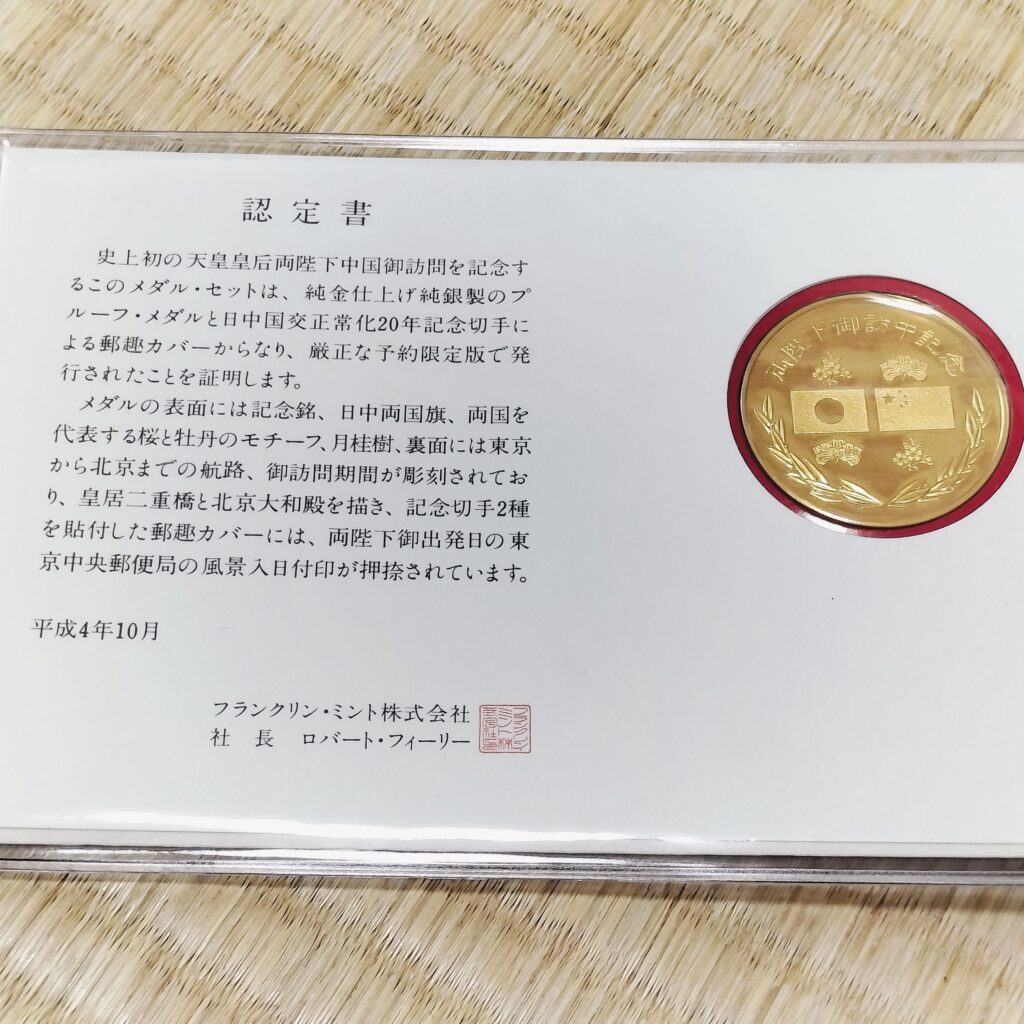 認定書
史上初の天皇皇后両陛下中国御訪問を記念す
るこのメダル・セットは、純金仕上げ純銀製のプ
ルーフ・メダルと日中国交正常化20年記念切手に
よる郵趣カバーからなり、厳正な予約限定版で発
行されたことを証明します。
メダルの表面には記念銘、日中両国旗、両国を
代表する桜と牡丹のモチーフ、月桂樹、裏面には東京
から北京までの航路、御訪問期間が彫刻されてお
り、皇居二重橋と北京大和殿を描き、記念切手2種
を貼付した郵趣カバーには、両陛下御出発日の東
京中央郵便局の風景入日付印が押捺されています。
平成4年10月
フランクリン・ミント株式会社
社長 ロバート・フィーリー
両陛下御訪中記念